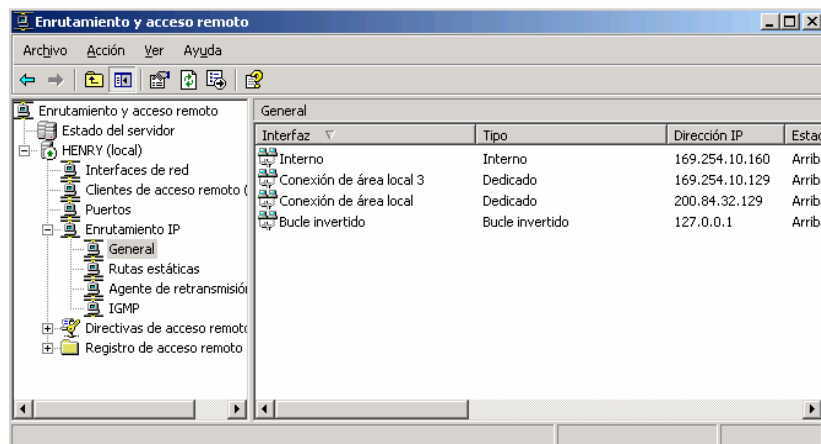 Enrutamiento y acceso remoto
Archivo Acción Ver Ayuda
Enrutamiento y acceso remoto
Estado del servidor
HENRY (local)
Interfaces de red
Clientes de acceso remoto (
Puertos
Enrutamiento IP
General
Rutas estáticas
Agente de retransmisió
IGMP
Directivas de acceso remoto
Registro de acceso remoto
General
Interfaz Tipo Dirección IP Estac
Interno Interno 169.254.10.160 Arrib
Conexión de área local 3 Dedicado 169.254.10.129 Arrib
Conexión de área local Dedicado 200.84.32.129 Arrib
Bucle invertido Bucle invertido 127.0.0.1 Arrib